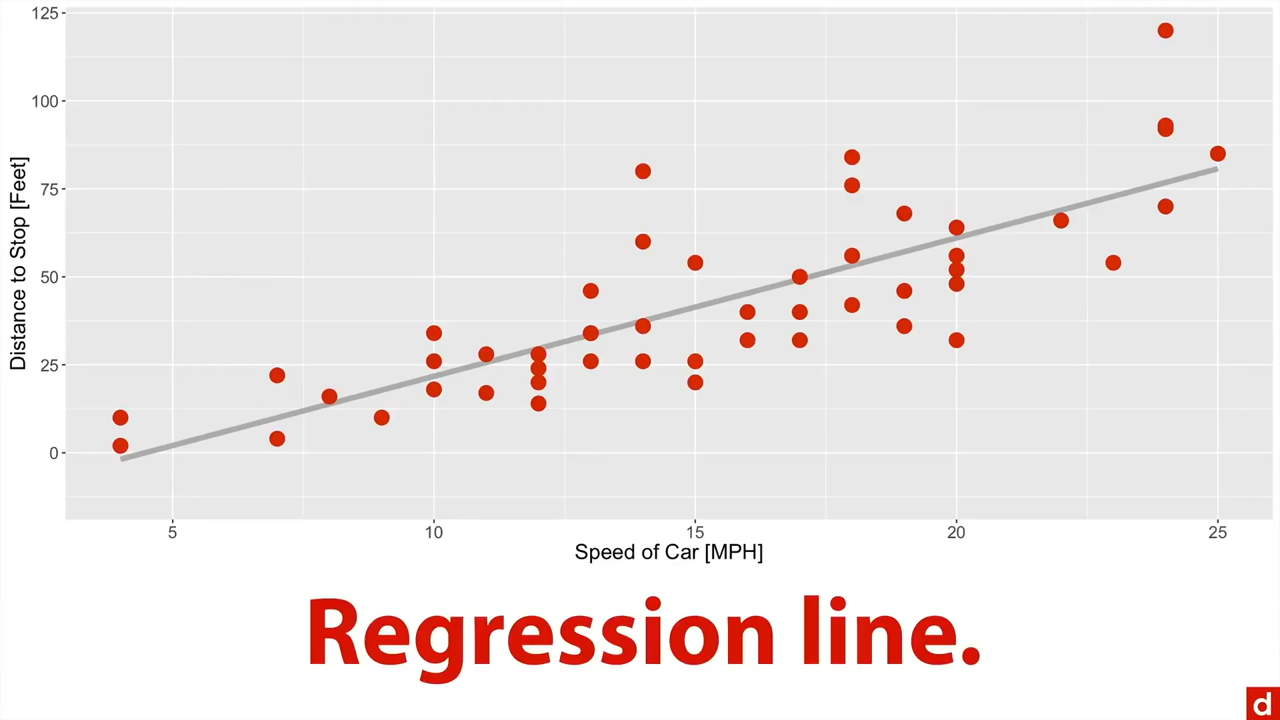 125
100
75
50
25
0
Distance to Stop [Feet]
5 10 15 20 25
Speed of Car [MPH]
Regression line.
d